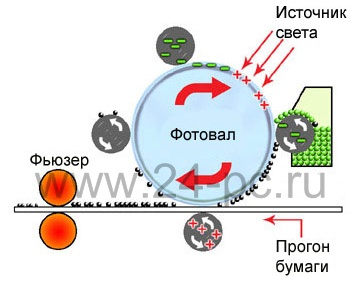 Источник
света
Фотовал
Фьюзер
www.24-pc.ru
Прогон
бумаги